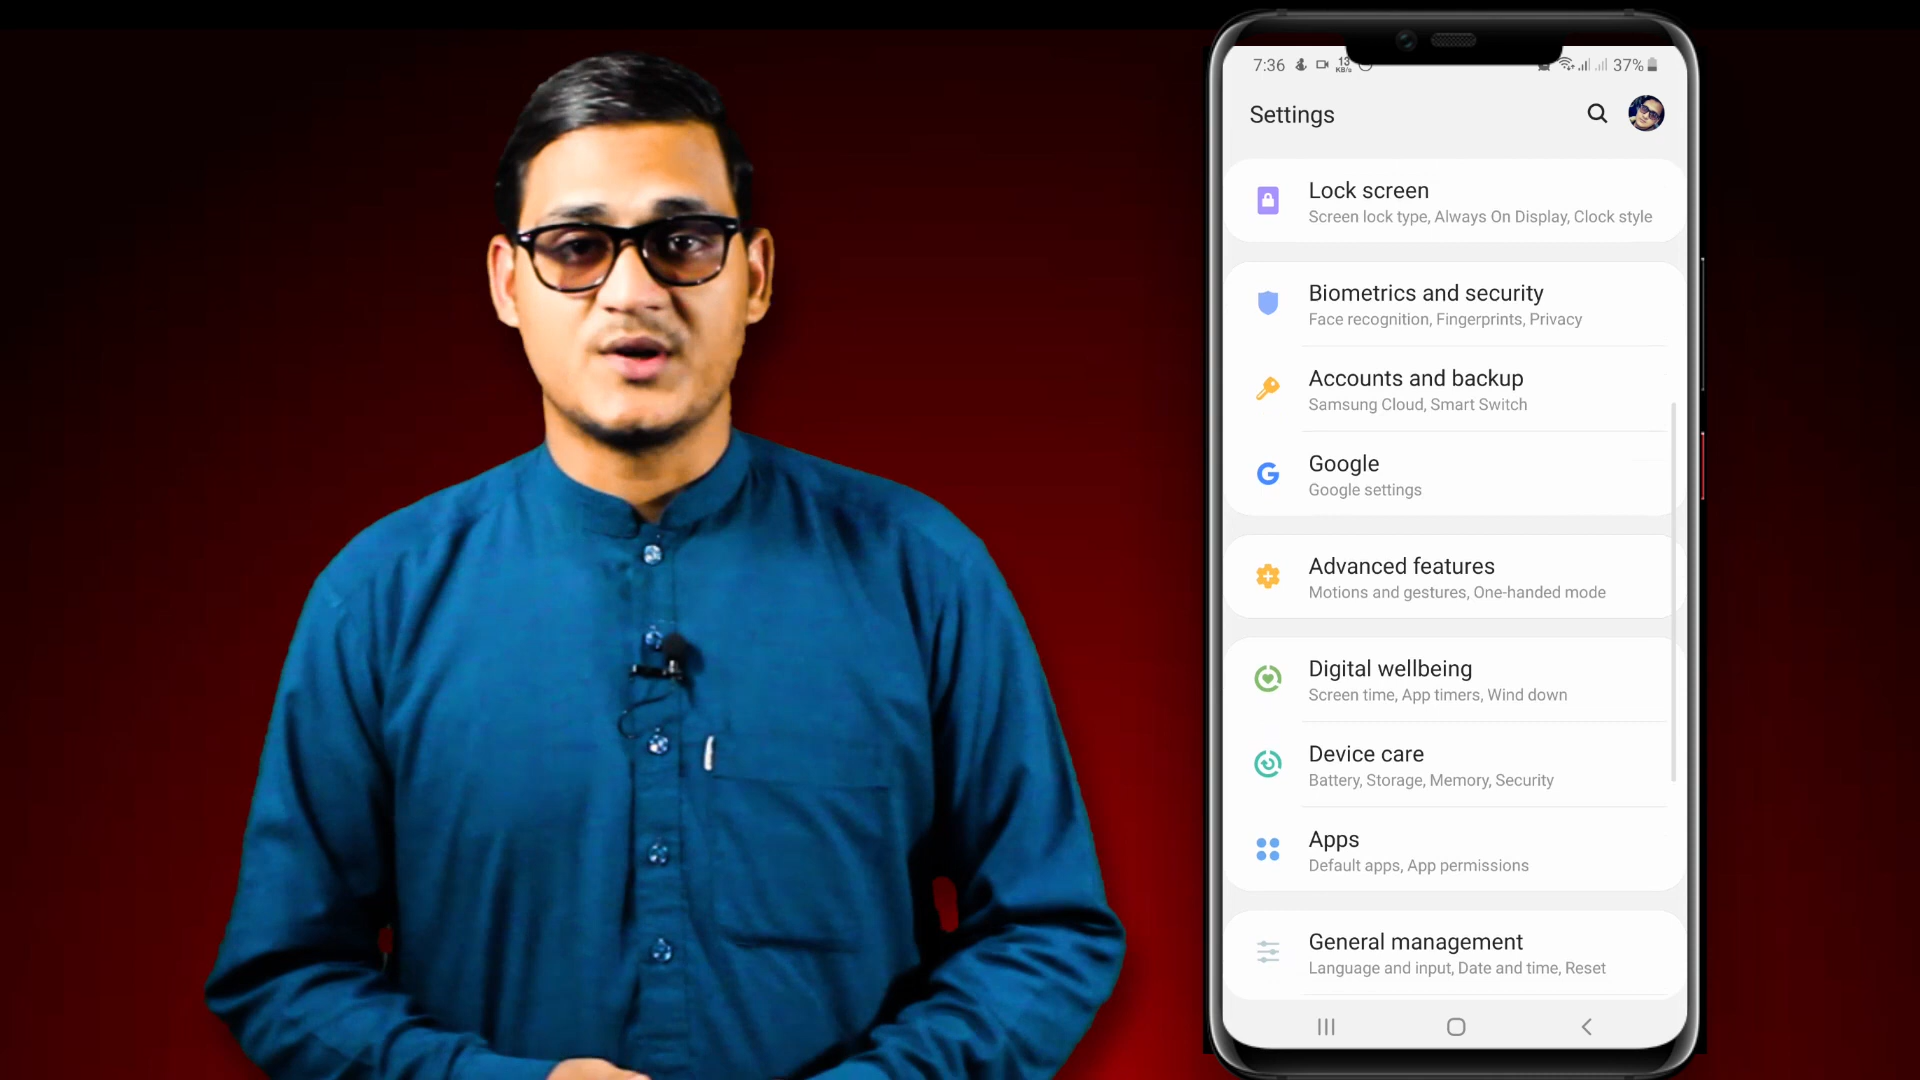 7:36 13 KB/s 37%
Settings
Lock screen
Screen lock type, Always On Display, Clock style
Biometrics and security
Face recognition, Fingerprints, Privacy
Accounts and backup
Samsung Cloud, Smart Switch
Google
Google settings
Advanced features
Motions and gestures, One-handed mode
Digital wellbeing
Screen time, App timers, Wind down
Device care
Battery, Storage, Memory, Security
Apps
Default apps, App permissions
General management
Language and input, Date and time, Reset